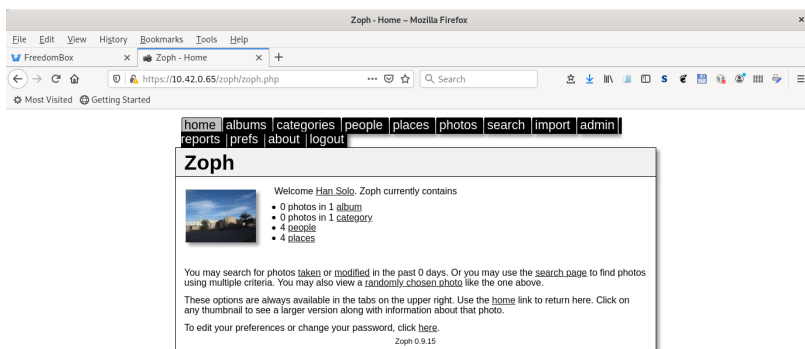 Zoph - Home – Mozilla Firefox
File Edit View History Bookmarks Tools Help
FreedomBox
Zoph - Home
https://10.42.0.65/zoph/zoph.php
Search
Most Visited Getting Started
home albums categories people places photos search import admin
reports prefs about logout
Zoph
Welcome Han Solo. Zoph currently contains
• 0 photos in 1 album
• 0 photos in 1 category
• 4 people
• 4 places
You may search for photos taken or modified in the past 0 days. Or you may use the search page to find photos
using multiple criteria. You may also view a randomly chosen photo like the one above.
These options are always available in the tabs on the upper right. Use the home link to return here. Click on
any thumbnail to see a larger version along with information about that photo.
To edit your preferences or change your password, click here.
Zoph 0.9.15